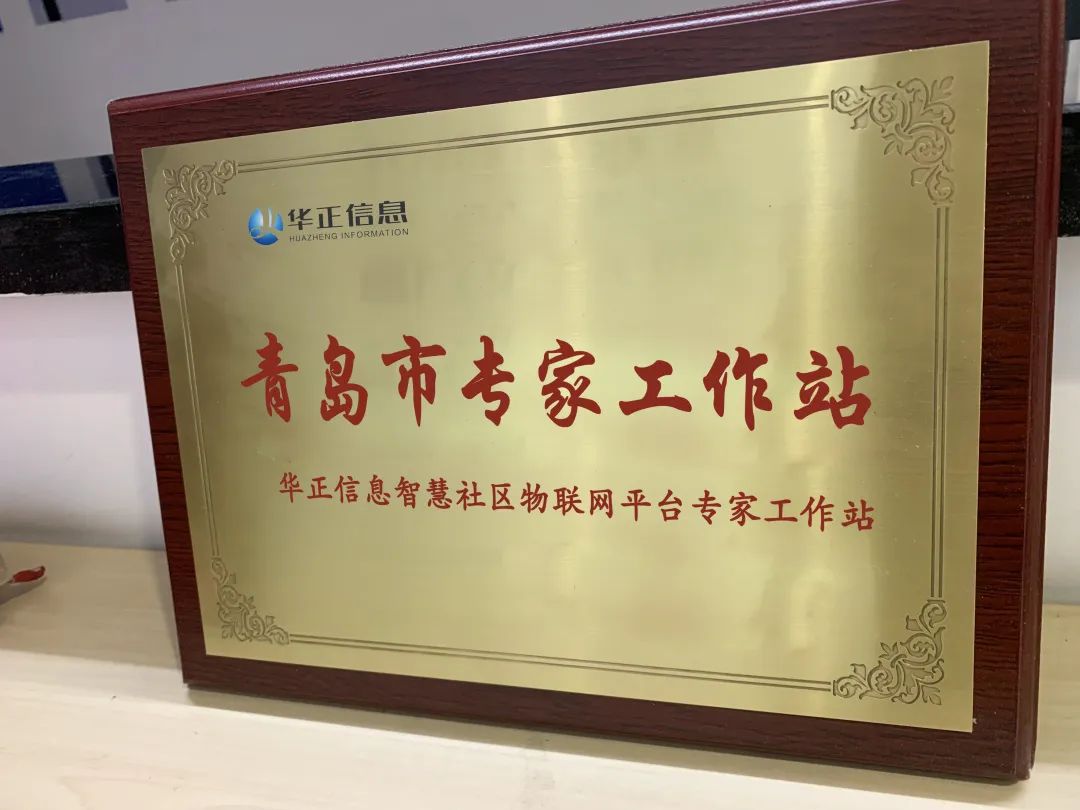 华正信息
HUAZHENG INFORMATION
青岛市专家工作站
华正信息智慧社区物联网平台专家工作站